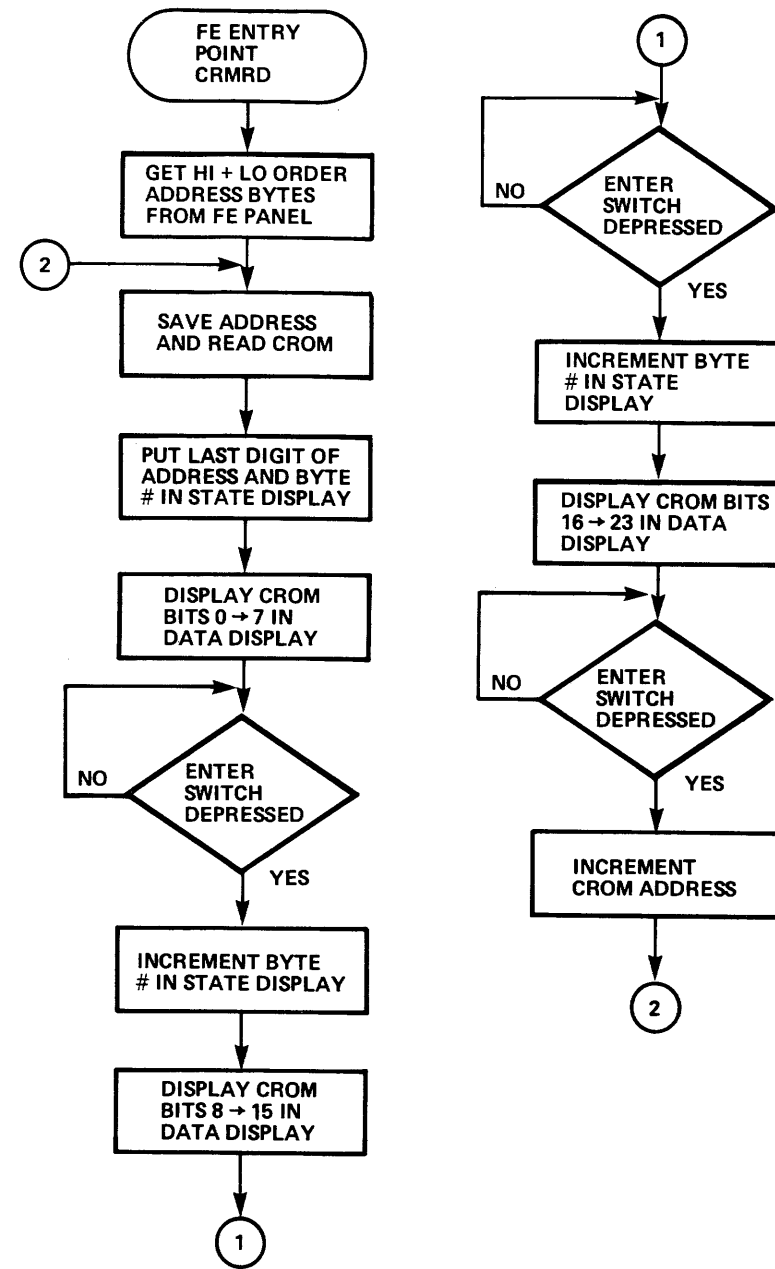 FE ENTRY
POINT
CRMRD
GET HI + LO ORDER
ADDRESS BYTES
FROM FE PANEL
2
SAVE ADDRESS
AND READ CROM
PUT LAST DIGIT OF
ADDRESS AND BYTE
# IN STATE DISPLAY
DISPLAY CROM
BITS 0 → 7 IN
DATA DISPLAY
NO
ENTER
SWITCH
DEPRESSED
YES
INCREMENT BYTE
# IN STATE DISPLAY
DISPLAY CROM
BITS 8 → 15 IN
DATA DISPLAY
1
1
NO
ENTER
SWITCH
DEPRESSED
YES
INCREMENT BYTE
# IN STATE
DISPLAY
DISPLAY CROM BITS
16 → 23 IN DATA
DISPLAY
NO
ENTER
SWITCH
DEPRESSED
YES
INCREMENT
CROM ADDRESS
2